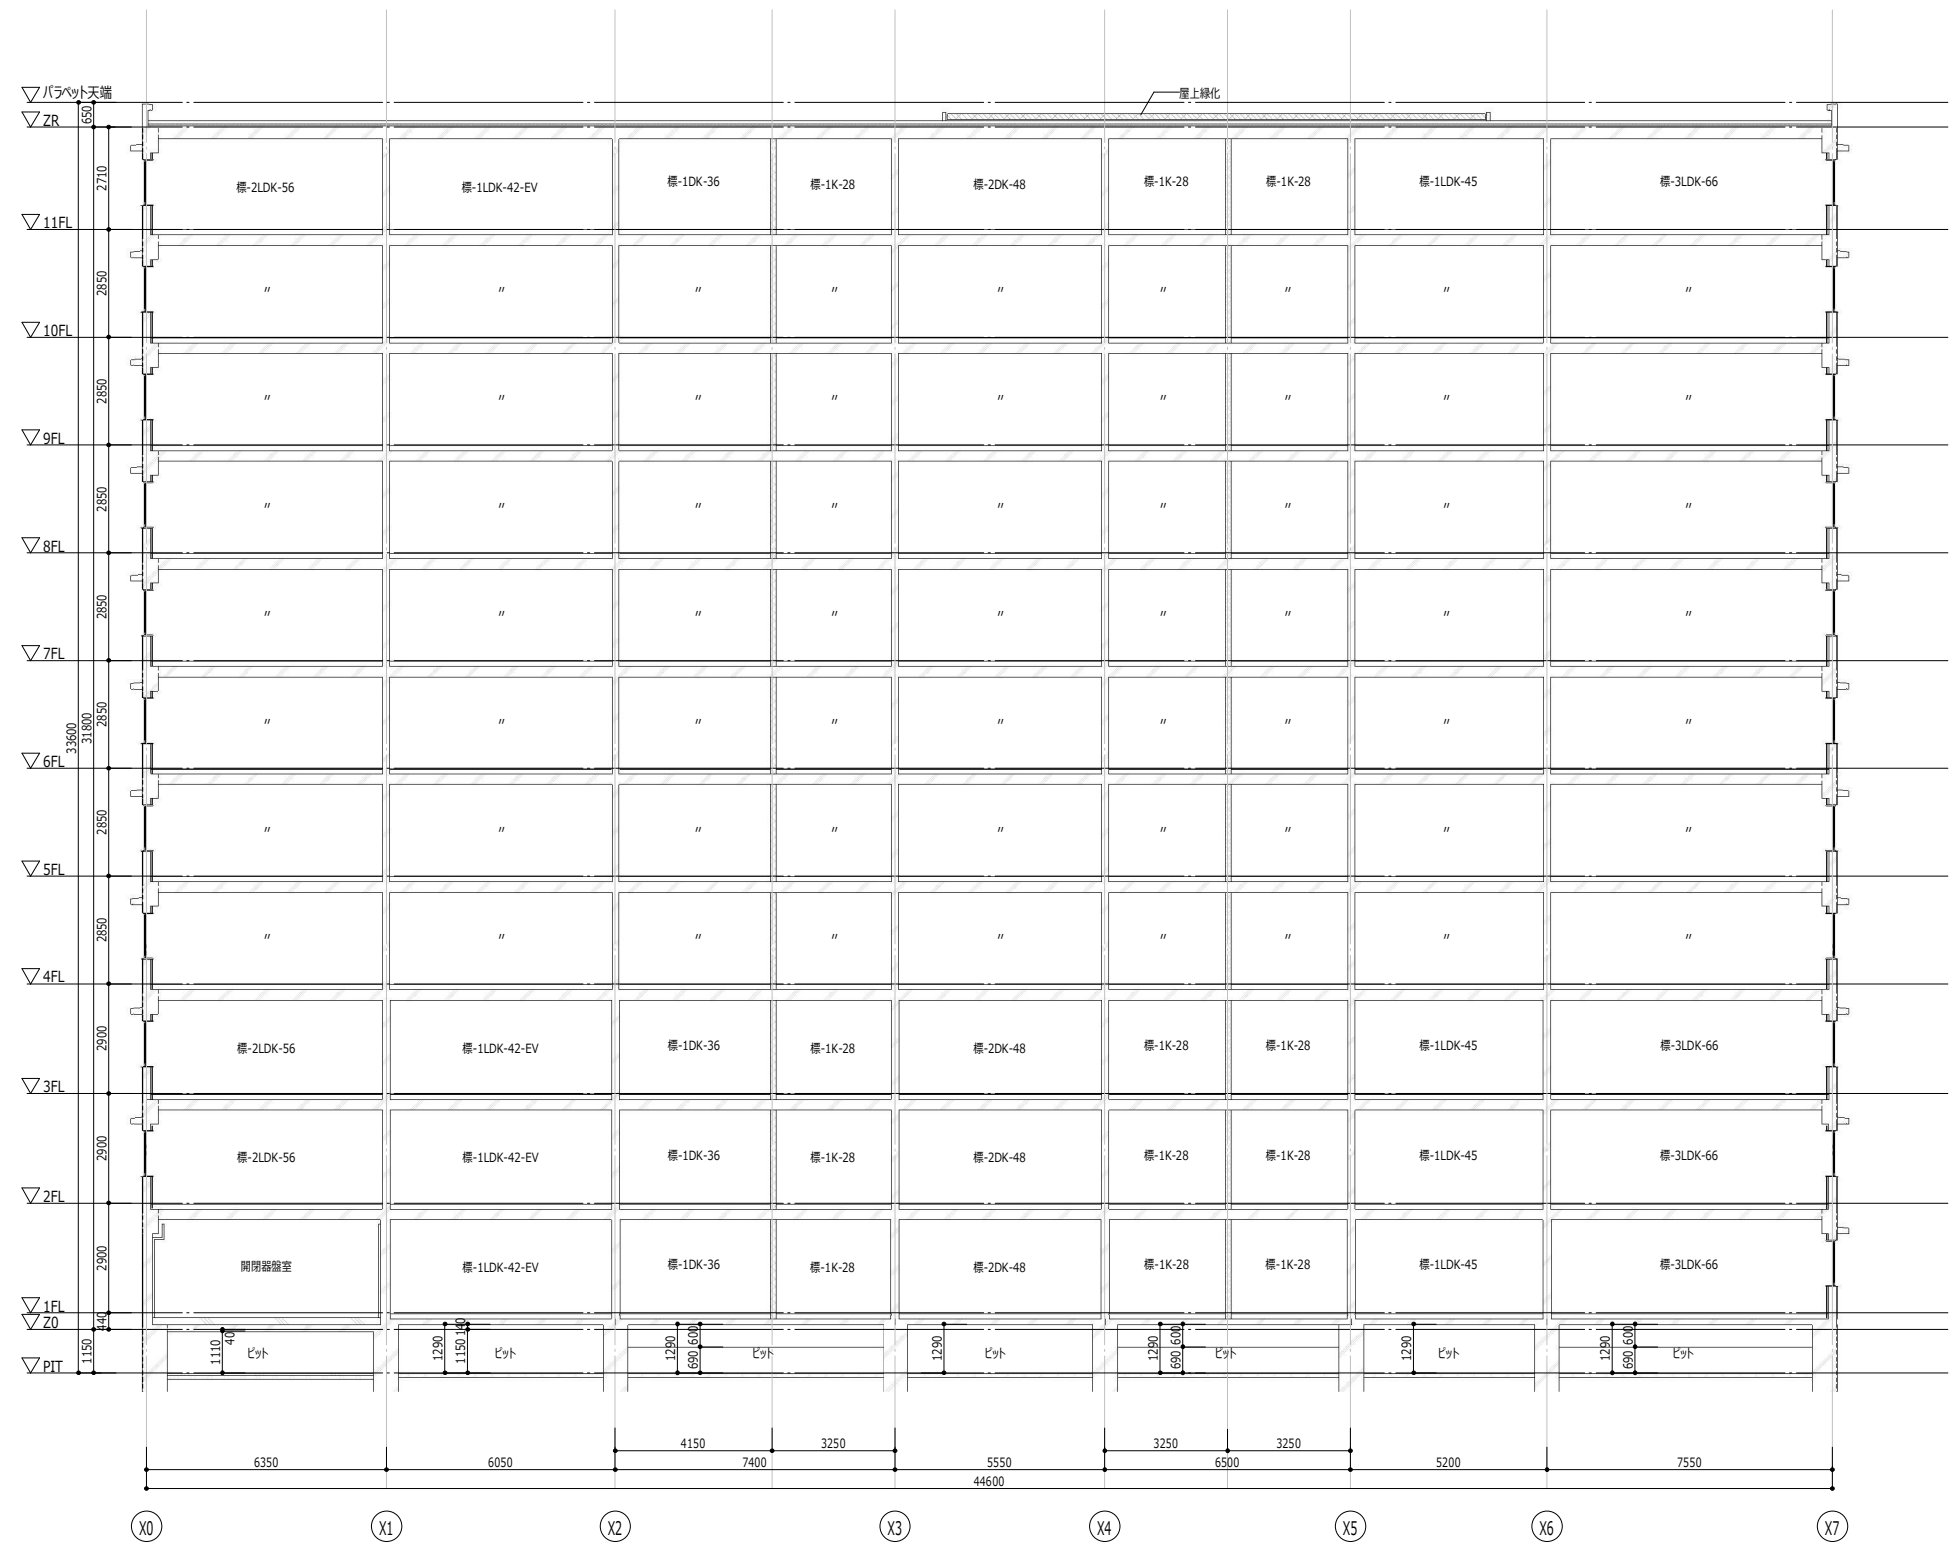 パラペット天端
屋上緑化
650
ZR
2710
標-2LDK-56 標-1LDK-42-EV 標-1DK-36 標-1K-28 標-2DK-48 標-1K-28 標-1K-28 標-1LDK-45 標-3LDK-66
11FL
2850
〃 〃 〃 〃 〃 〃 〃 〃 〃
10FL
2850
〃 〃 〃 〃 〃 〃 〃 〃 〃
9FL
2850
〃 〃 〃 〃 〃 〃 〃 〃 〃
8FL
2850
〃 〃 〃 〃 〃 〃 〃 〃 〃
7FL
33600
31800
2850
〃 〃 〃 〃 〃 〃 〃 〃 〃
6FL
2850
〃 〃 〃 〃 〃 〃 〃 〃 〃
5FL
2850
〃 〃 〃 〃 〃 〃 〃 〃 〃
4FL
2900
標-2LDK-56 標-1LDK-42-EV 標-1DK-36 標-1K-28 標-2DK-48 標-1K-28 標-1K-28 標-1LDK-45 標-3LDK-66
3FL
2900
標-2LDK-56 標-1LDK-42-EV 標-1DK-36 標-1K-28 標-2DK-48 標-1K-28 標-1K-28 標-1LDK-45 標-3LDK-66
2FL
2900
開閉器盤室 標-1LDK-42-EV 標-1DK-36 標-1K-28 標-2DK-48 標-1K-28 標-1K-28 標-1LDK-45 標-3LDK-66
1FL
440
Z0
1150
1110 40 ピット 1290 1150 140 ピット 1290 690 600 ピット 1290 ピット 1290 690 600 ピット 1290 ピット 1290 690 600 ピット
PIT
4150 3250 3250 3250
6350 6050 7400 5550 6500 5200 7550
44600
X0 X1 X2 X3 X4 X5 X6 X7